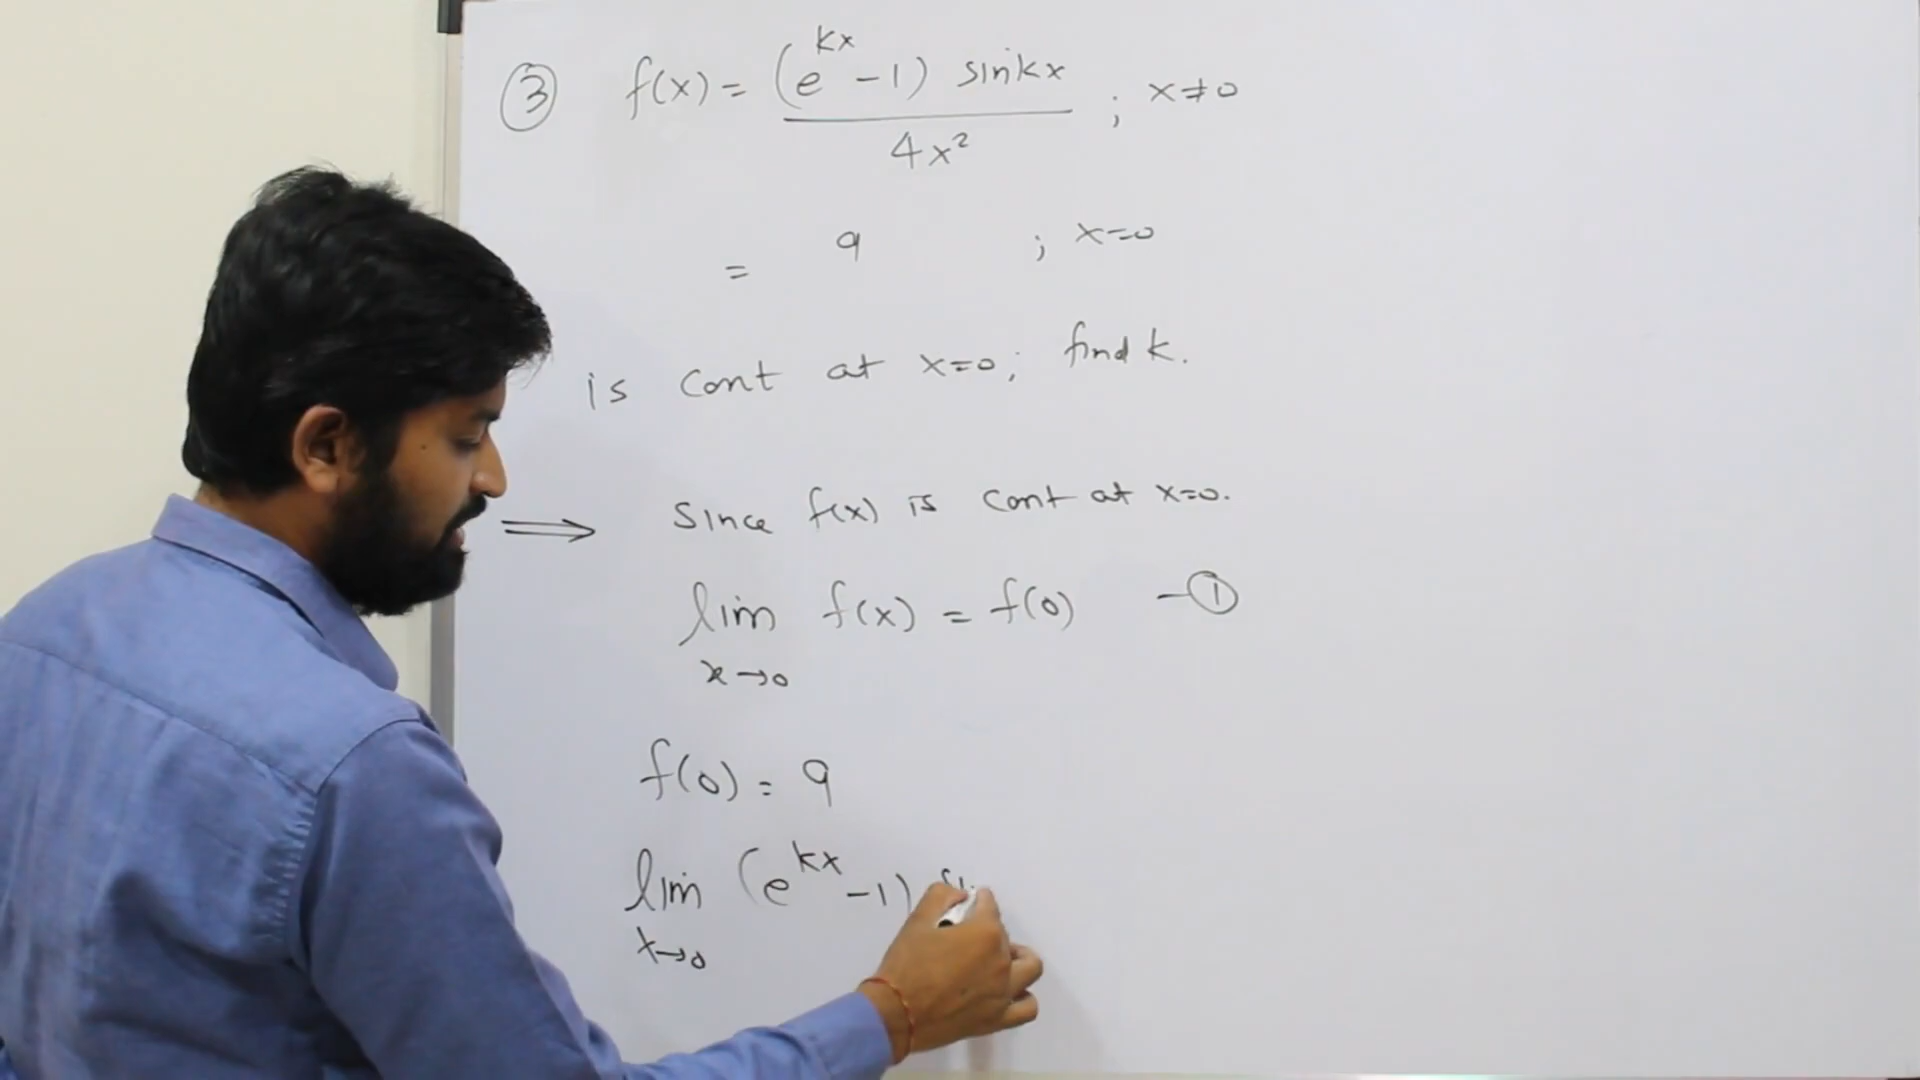 ③ f(x) = (e^kx -1) sinkx / 4x² ; x≠0
= 9 ; x=0
is cont at x=0; find k.
⟹ Since f(x) is cont at x=0.
lim x→0 f(x) = f(0) —①
f(0) = 9
lim x→0 (e^kx -1)